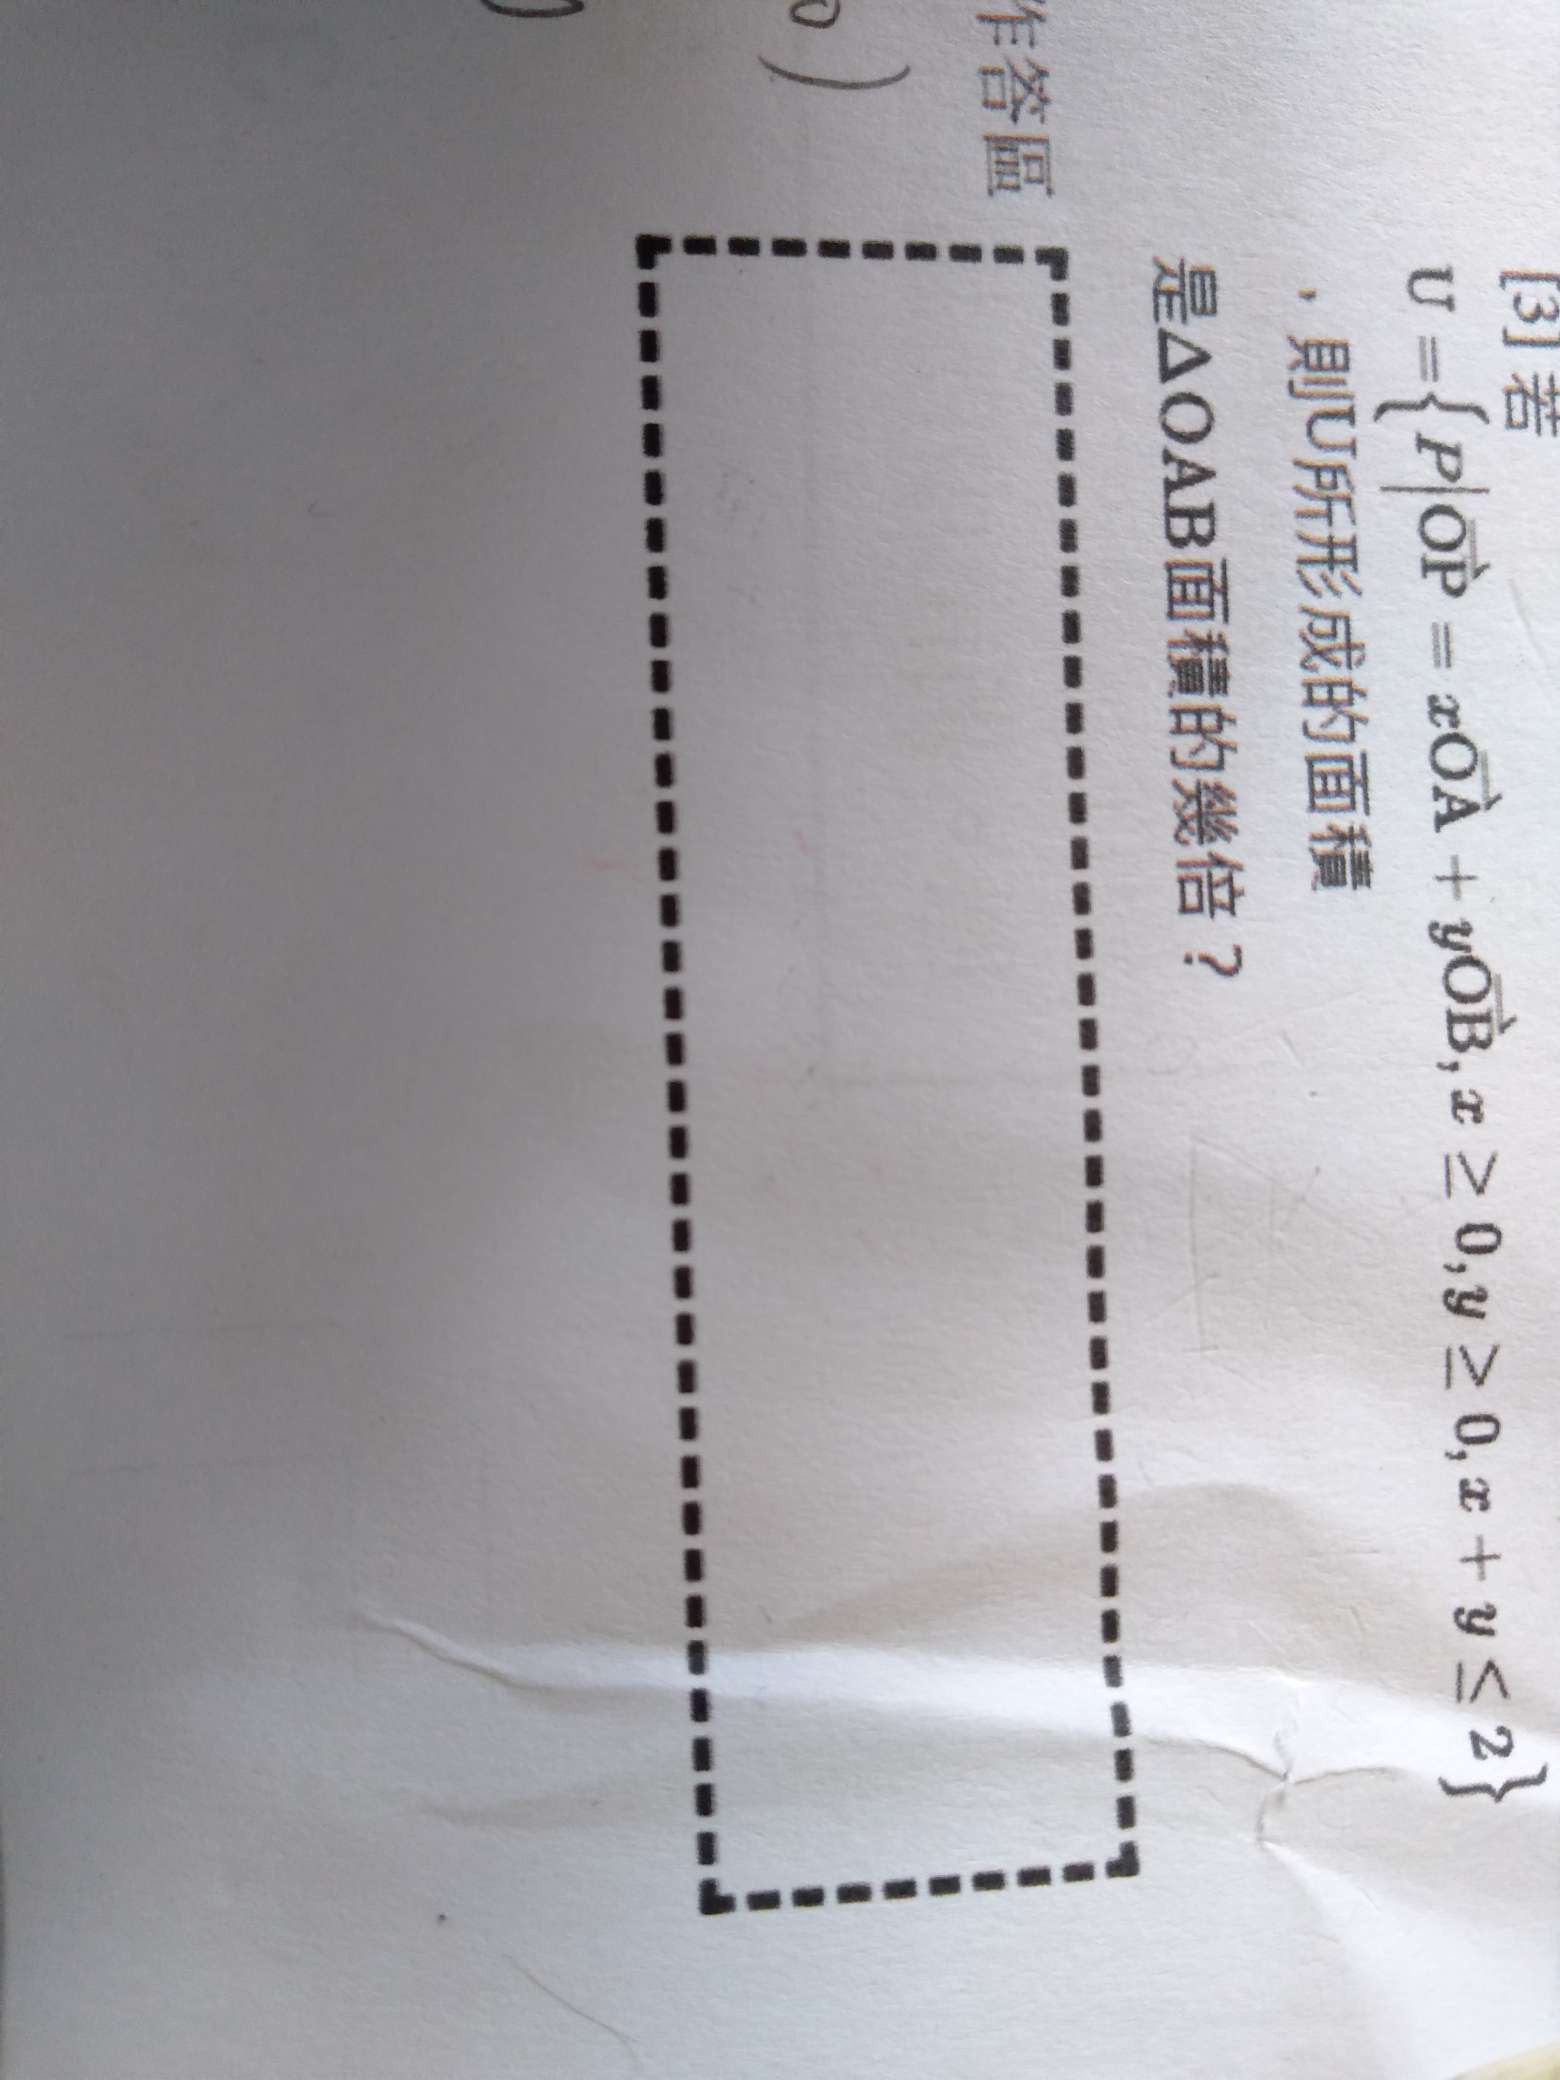 [3] 若
U = {P|OP⃗ = xOA⃗ + yOB⃗, x ≥ 0, y ≥ 0, x + y ≤ 2}
，則U所形成的面積
是△OAB面積的幾倍？
作答區